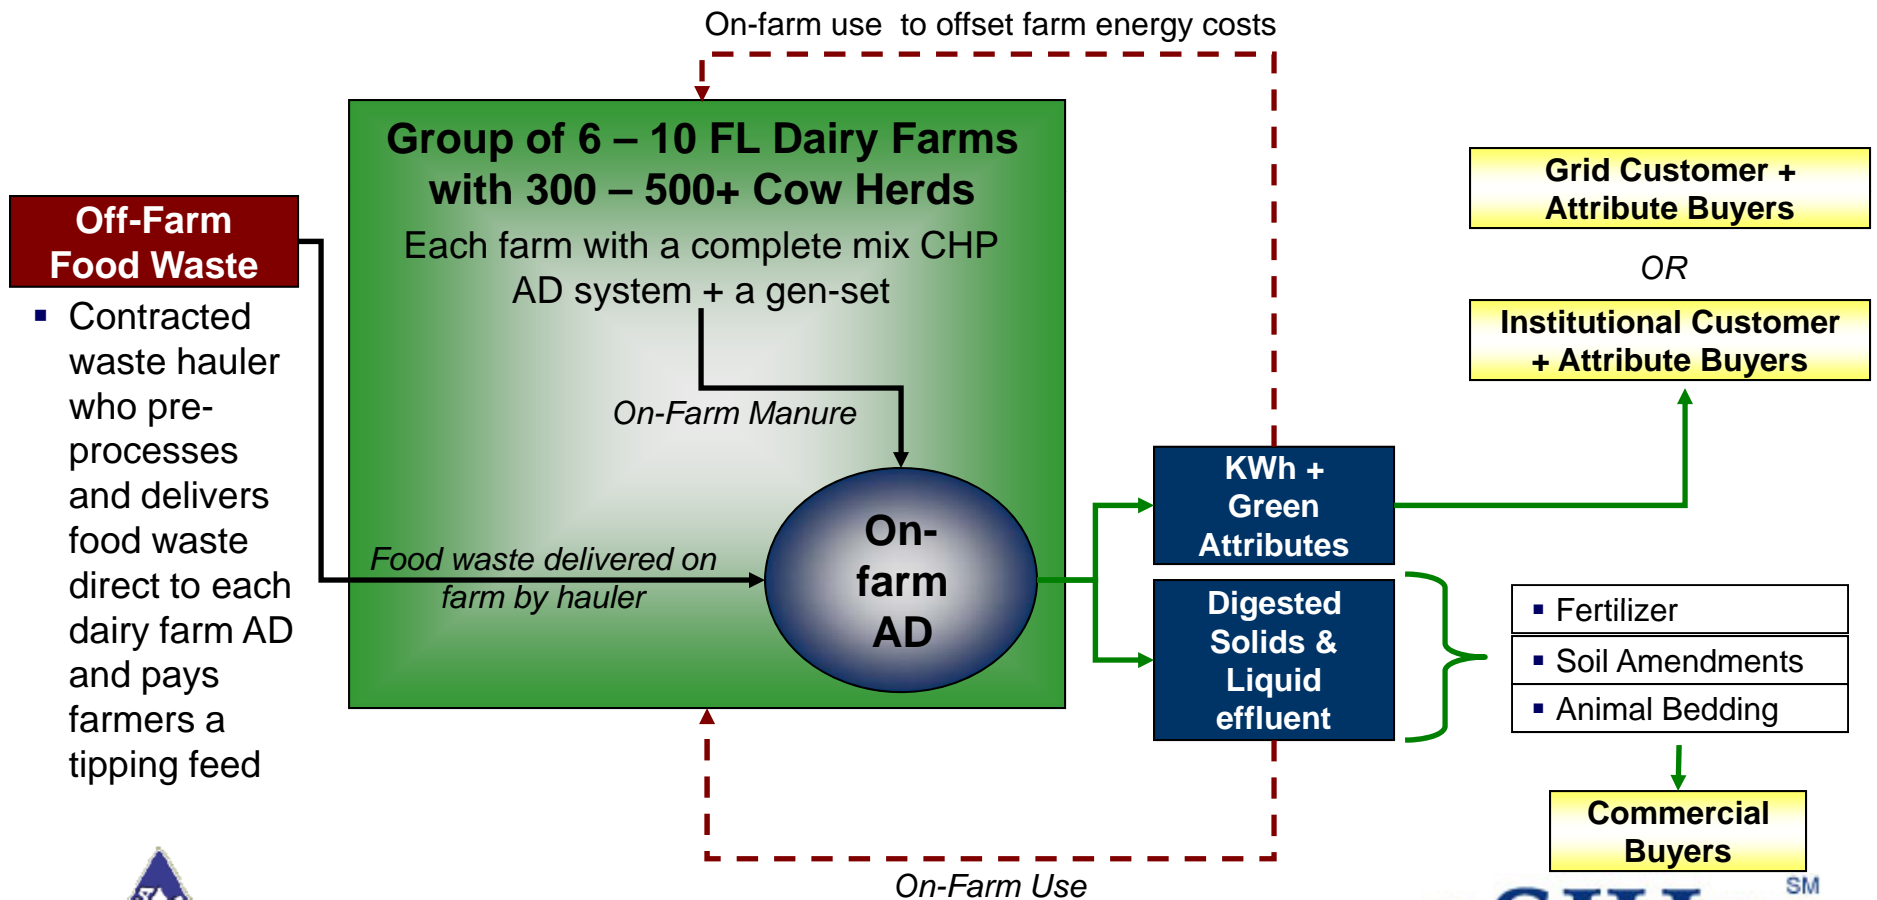 On-farm use  to offset farm energy costs
Group of 6 – 10 FL Dairy Farms
with 300 – 500+ Cow Herds
Each farm with a complete mix CHP
AD system + a gen-set
Off-Farm
Food Waste
▪ Contracted
waste hauler
who pre-
processes
and delivers
food waste
direct to each
dairy farm AD
and pays
farmers a
tipping feed
On-Farm Manure
Food waste delivered on
farm by hauler
On-
farm
AD
KWh +
Green
Attributes
Digested
Solids &
Liquid
effluent
Grid Customer +
Attribute Buyers
OR
Institutional Customer
+ Attribute Buyers
▪ Fertilizer
▪ Soil Amendments
▪ Animal Bedding
Commercial
Buyers
On-Farm Use
SM